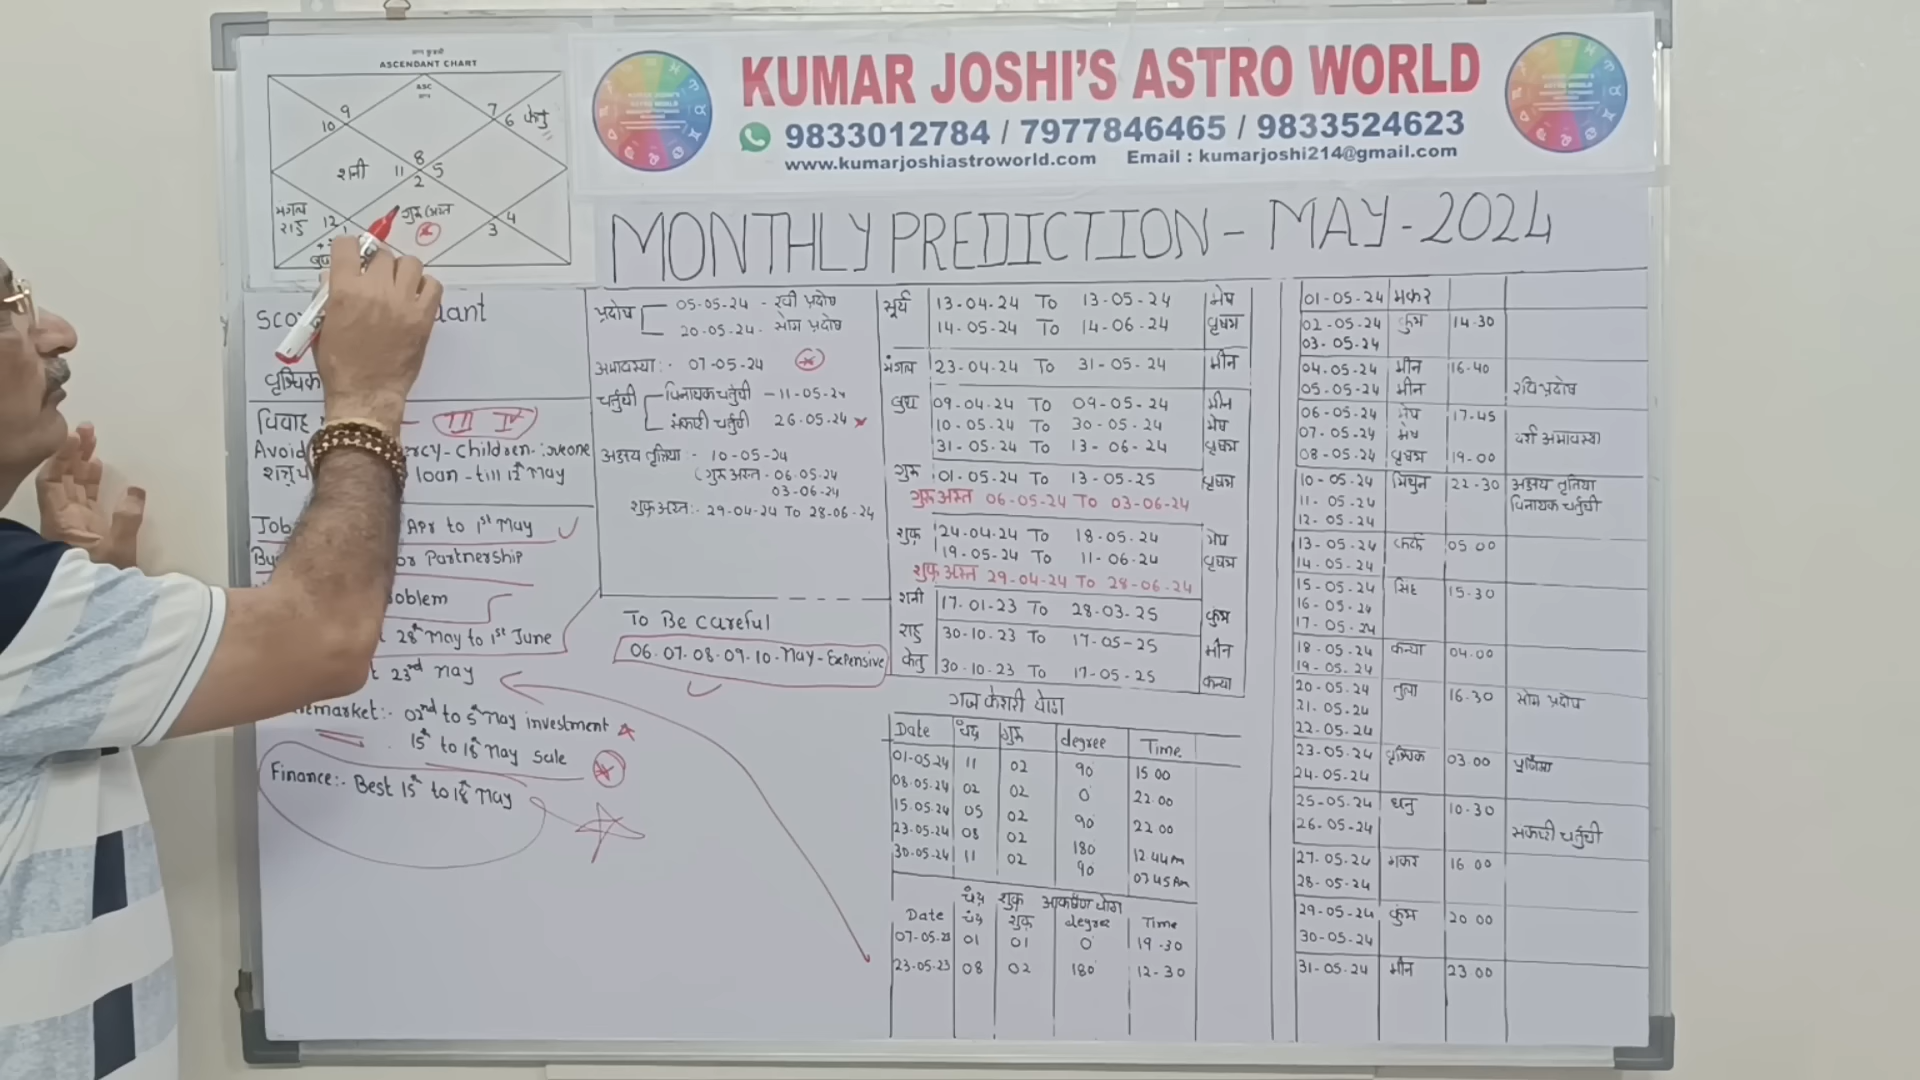 लग्न कुंडली
ASCENDANT CHART
ASC
लग्न
9
10
7
6 केतु
शनी 11 8 5
2
मंगल
राहु 12
1
गुरु अस्त
4
3
KUMAR JOSHI'S ASTRO WORLD
9833012784 / 7977846465 / 9833524623
www.kumarjoshiastroworld.com Email : kumarjoshi214@gmail.com
MONTHLY PREDICTION - MAY - 2024
वृश्चिक
विवाह III IV
Avoid Children
loan - till 12th May
Job Apr to 1st May
or Partnership
28th May to 1st June
23rd May
02nd to 5th May investment
15th to 18th May sale
Finance:- Best 15th to 18th May
प्रदोष 05-05-24 - रवी प्रदोष
20-05-24 - सोम प्रदोष
अमावस्या :- 07-05-24
चतुर्थी विनायक चतुर्थी - 11-05-24
संकष्टी चतुर्थी 26.05.24
अक्षय तृतिया :- 10-05-24
(गुरु अस्त - 06.05.24
03-06-24
शुक्र अस्त:- 29-04-24 TO 28-06-24
To Be Careful
06.07.08.09.10.May-Expensive
सूर्य 13-04-24 To 13-05-24 मेष
14-05-24 To 14-06-24 वृषभ
मंगल 23-04-24 To 31-05-24 मीन
बुध 09-04-24 To 09-05-24 मीन
10-05-24 To 30-05-24 मेष
31-05-24 To 13-06-24 वृषभ
गुरु 01-05-24 To 13-05-25 वृषभ
गुरु अस्त 06-05-24 TO 03-06-24
शुक्र 24-04-24 To 18-05-24 मेष
19-05-24 To 11-06-24 वृषभ
शुक्र अस्त 29-04-24 TO 28-06-24
शनी 17-01-23 To 28-03-25 कुंभ
राहु 30-10-23 To 17-05-25 मीन
केतु 30-10-23 To 17-05-25 कन्या
गज केशरी योग
Date चंद्र गुरु degree Time
01-05-24 11 02 90 15 00
08.05.24 02 02 0 22.00
15.05.24 05 02 90 22 00
23.05.24 08 02 180 12 44 Am
30.05.24 11 02 90 07 45 Am
चंद्र शुक्र आकर्षण योग
Date चंद्र शुक्र degree Time
07-05-23 01 01 0 19-30
23.05.23 08 02 180 12-30
01-05-24 मकर
02-05-24 कुंभ 14-30
03-05-24
04.05-24 मीन 16-40
05.05-24 मीन रवि प्रदोष
06-05-24 मेष 17-45
07-05-24 मेष दर्श अमावस्या
08-05-24 वृषभ 19-00
10-05-24 मिथुन 22-30 अक्षय तृतिया
11-05-24 विनायक चतुर्थी
12-05-24
13-05-24 कर्क 05 00
14-05-24
15-05-24 सिंह 15-30
16-05-24
17-05-24
18-05-24 कन्या 04.00
19-05-24
20-05-24 तुला 16.30 सोम प्रदोष
21-05-24
22-05-24
23-05-24 वृश्चिक 03.00 पूर्णिमा
24-05-24
25-05-24 धनु 10-30
26-05-24 संकष्टी चतुर्थी
27-05-24 मकर 16 00
28-05-24
29-05-24 कुंभ 20 00
30-05-24
31-05-24 मीन 23 00